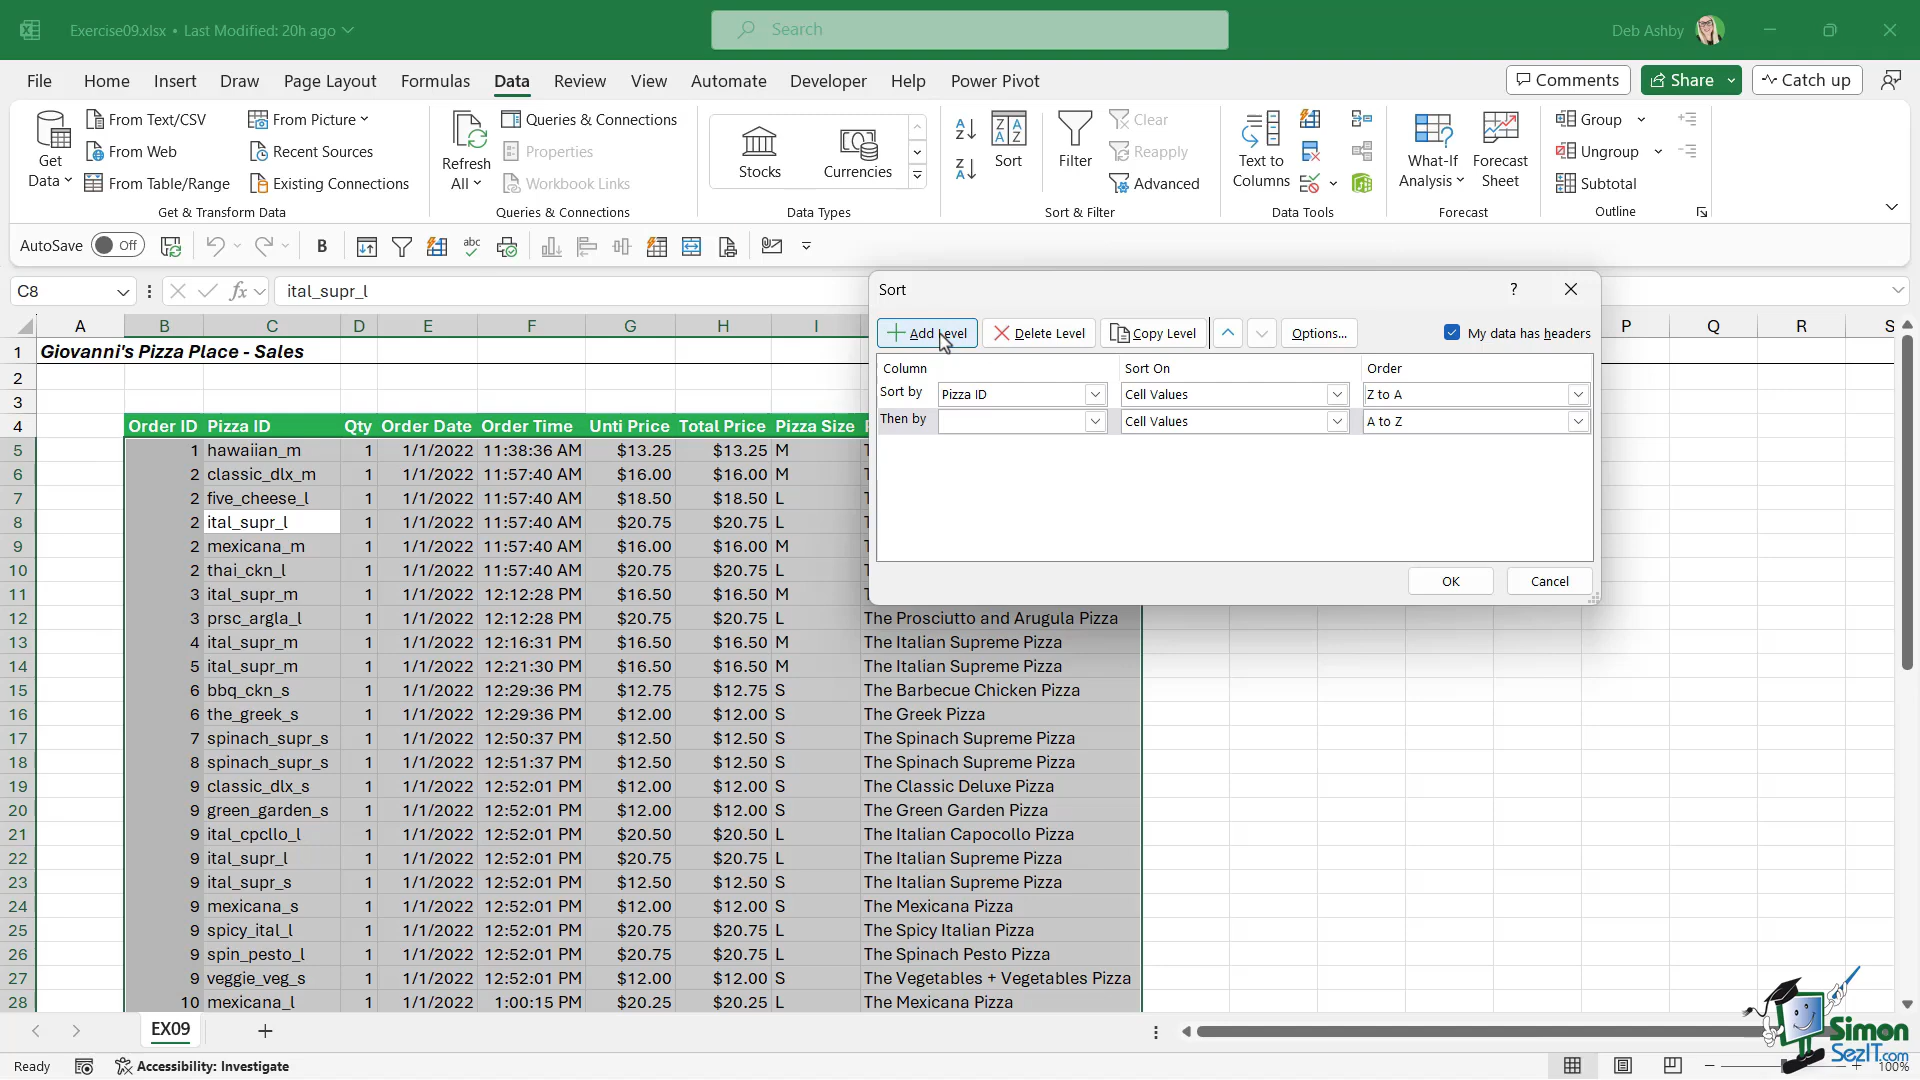 Exercise09.xlsx • Last Modified: 20h ago
Search
Deb Ashby
File Home Insert Draw Page Layout Formulas Data Review View Automate Developer Help Power Pivot
Comments Share Catch up
Get Data
From Text/CSV
From Web
From Table/Range
From Picture
Recent Sources
Existing Connections
Get & Transform Data
Refresh All
Queries & Connections
Properties
Workbook Links
Queries & Connections
Stocks
Currencies
Data Types
Sort
Filter
Clear
Reapply
Advanced
Sort & Filter
Text to Columns
Data Tools
What-If Analysis
Forecast Sheet
Forecast
Group
Ungroup
Subtotal
Outline
AutoSave Off
B
abc
C8 fx ital_supr_l
Sort ?
Add Level Delete Level Copy Level Options... My data has headers
Column Sort On Order
Sort by Pizza ID Cell Values Z to A
Then by Cell Values A to Z
OK Cancel
A B C D E F G H I P Q R S
1 Giovanni's Pizza Place - Sales
2
3
4 Order ID Pizza ID Qty Order Date Order Time Unti Price Total Price Pizza Size
5 1 hawaiian_m 1 1/1/2022 11:38:36 AM $13.25 $13.25 M
6 2 classic_dlx_m 1 1/1/2022 11:57:40 AM $16.00 $16.00 M
7 2 five_cheese_l 1 1/1/2022 11:57:40 AM $18.50 $18.50 L
8 2 ital_supr_l 1 1/1/2022 11:57:40 AM $20.75 $20.75 L
9 2 mexicana_m 1 1/1/2022 11:57:40 AM $16.00 $16.00 M
10 2 thai_ckn_l 1 1/1/2022 11:57:40 AM $20.75 $20.75 L
11 3 ital_supr_m 1 1/1/2022 12:12:28 PM $16.50 $16.50 M
12 3 prsc_argla_l 1 1/1/2022 12:12:28 PM $20.75 $20.75 L The Prosciutto and Arugula Pizza
13 4 ital_supr_m 1 1/1/2022 12:16:31 PM $16.50 $16.50 M The Italian Supreme Pizza
14 5 ital_supr_m 1 1/1/2022 12:21:30 PM $16.50 $16.50 M The Italian Supreme Pizza
15 6 bbq_ckn_s 1 1/1/2022 12:29:36 PM $12.75 $12.75 S The Barbecue Chicken Pizza
16 6 the_greek_s 1 1/1/2022 12:29:36 PM $12.00 $12.00 S The Greek Pizza
17 7 spinach_supr_s 1 1/1/2022 12:50:37 PM $12.50 $12.50 S The Spinach Supreme Pizza
18 8 spinach_supr_s 1 1/1/2022 12:51:37 PM $12.50 $12.50 S The Spinach Supreme Pizza
19 9 classic_dlx_s 1 1/1/2022 12:52:01 PM $12.00 $12.00 S The Classic Deluxe Pizza
20 9 green_garden_s 1 1/1/2022 12:52:01 PM $12.00 $12.00 S The Green Garden Pizza
21 9 ital_cpcllo_l 1 1/1/2022 12:52:01 PM $20.50 $20.50 L The Italian Capocollo Pizza
22 9 ital_supr_l 1 1/1/2022 12:52:01 PM $20.75 $20.75 L The Italian Supreme Pizza
23 9 ital_supr_s 1 1/1/2022 12:52:01 PM $12.50 $12.50 S The Italian Supreme Pizza
24 9 mexicana_s 1 1/1/2022 12:52:01 PM $12.00 $12.00 S The Mexicana Pizza
25 9 spicy_ital_l 1 1/1/2022 12:52:01 PM $20.75 $20.75 L The Spicy Italian Pizza
26 9 spin_pesto_l 1 1/1/2022 12:52:01 PM $20.75 $20.75 L The Spinach Pesto Pizza
27 9 veggie_veg_s 1 1/1/2022 12:52:01 PM $12.00 $12.00 S The Vegetables + Vegetables Pizza
28 10 mexicana_l 1 1/1/2022 1:00:15 PM $20.25 $20.25 L The Mexicana Pizza
EX09
Ready Accessibility: Investigate 100%
Simon SezIT.com